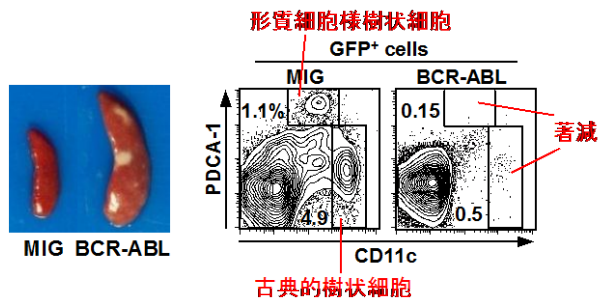 形質細胞様樹状細胞
GFP⁺ cells
MIG
BCR-ABL
1.1%
0.15
著減
PDCA-1
4.9
0.5
MIG BCR-ABL
CD11c
古典的樹状細胞